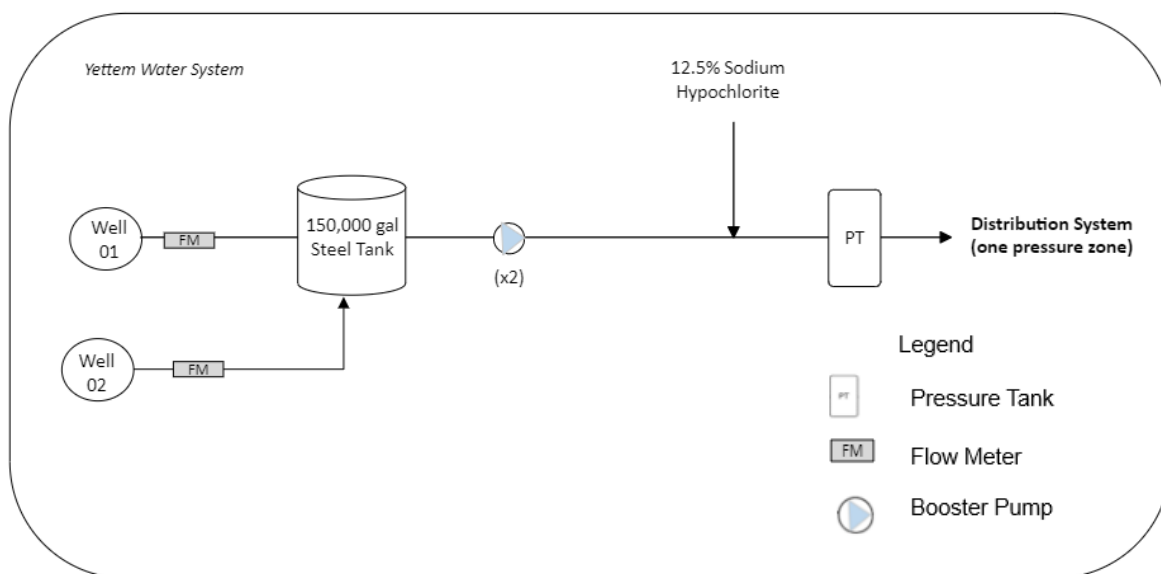 Yettem Water System
12.5% Sodium
Hypochlorite
Well
01
FM
150,000 gal
Steel Tank
(x2)
PT
Distribution System
(one pressure zone)
Well
02
FM
Legend
PT
Pressure Tank
FM
Flow Meter
Booster Pump